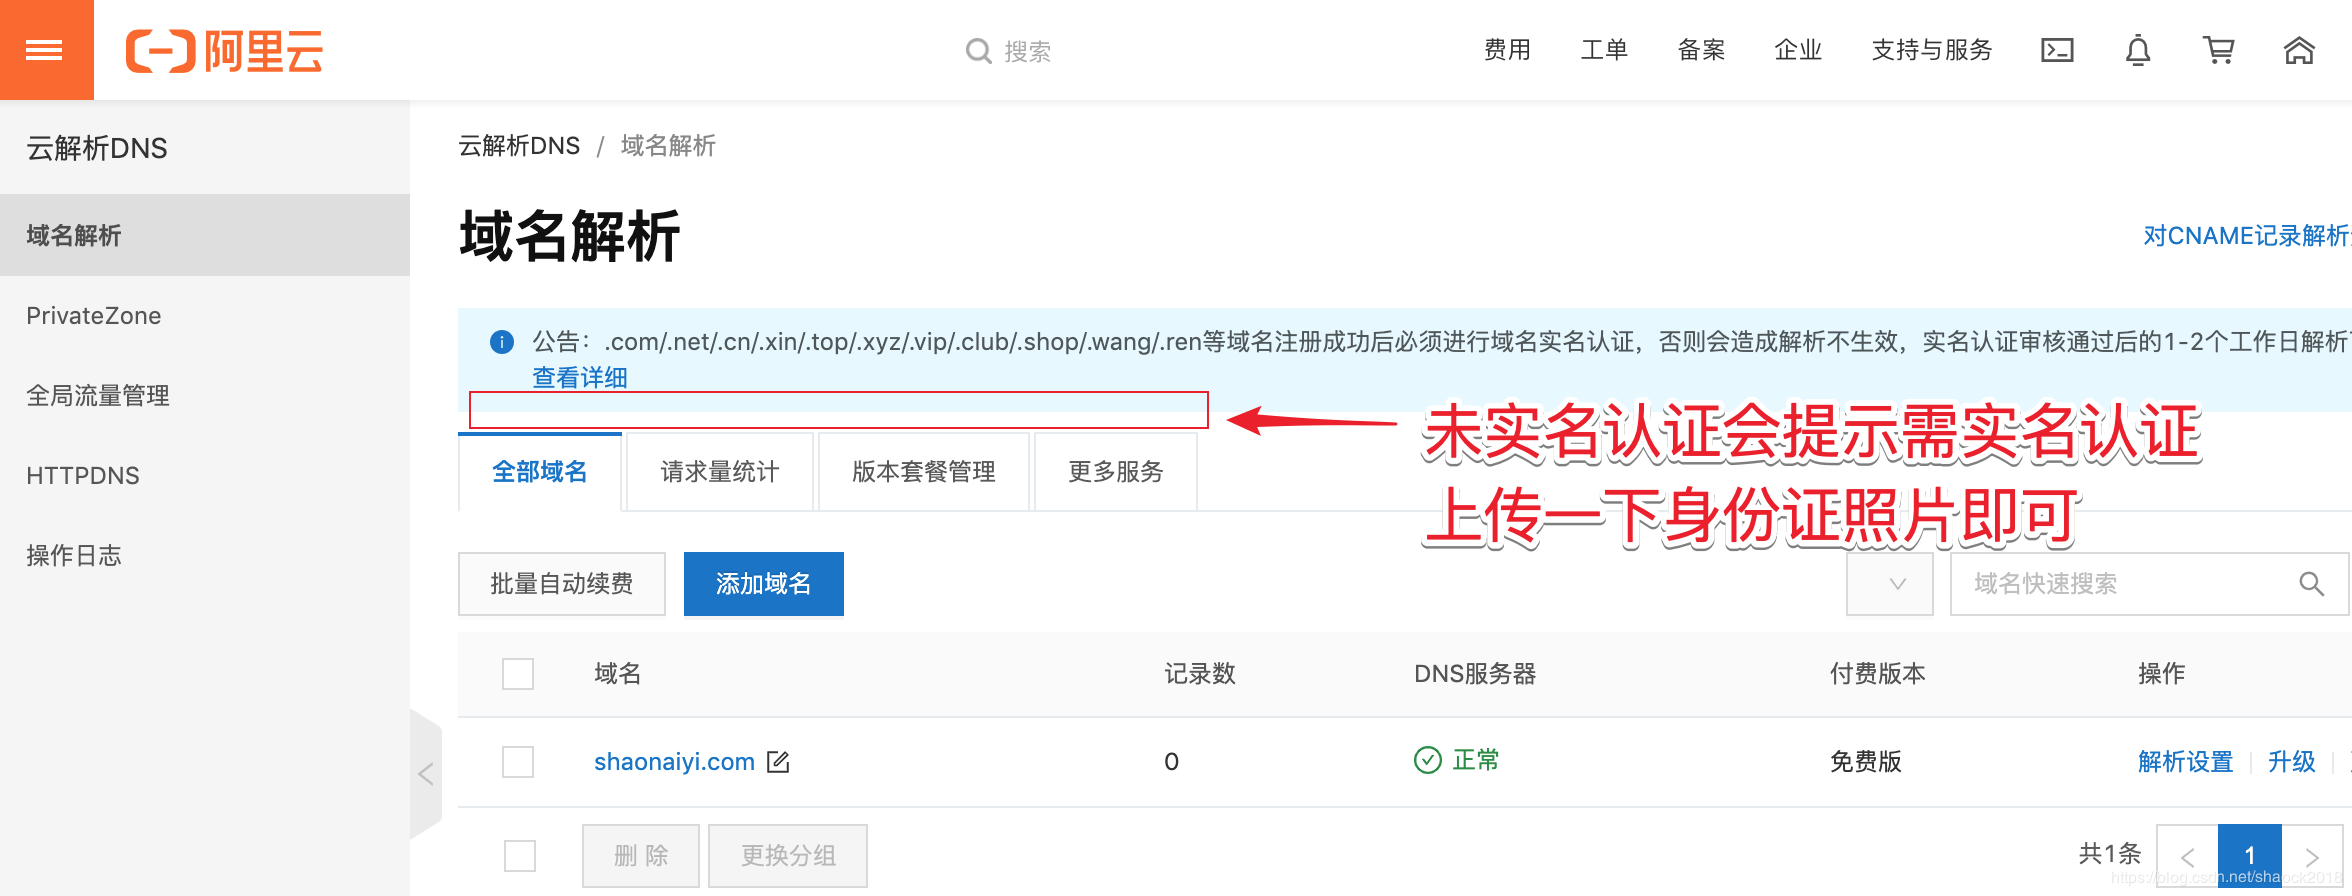 阿里云
搜索
费用 工单 备案 企业 支持与服务
云解析DNS
域名解析
PrivateZone
全局流量管理
HTTPDNS
操作日志
云解析DNS / 域名解析
域名解析
对CNAME记录解析
公告：.com/.net/.cn/.xin/.top/.xyz/.vip/.club/.shop/.wang/.ren等域名注册成功后必须进行域名实名认证，否则会造成解析不生效，实名认证审核通过后的1-2个工作日解析
查看详细
未实名认证会提示需实名认证
上传一下身份证照片即可
全部域名 请求量统计 版本套餐管理 更多服务
批量自动续费 添加域名 域名快速搜索
域名 记录数 DNS服务器 付费版本 操作
shaonaiyi.com 0 正常 免费版 解析设置 升级
删 除 更换分组 共1条 < 1 >
https://blog.csdn.net/shaock2018